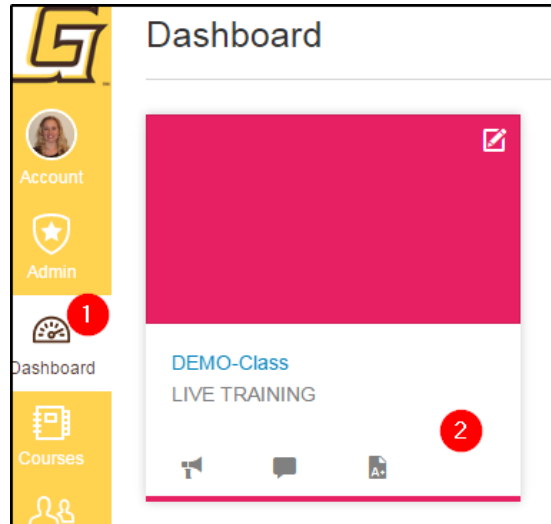 G
Dashboard
Account
Admin
1
Dashboard
DEMO-Class
LIVE TRAINING
2
Courses
A+